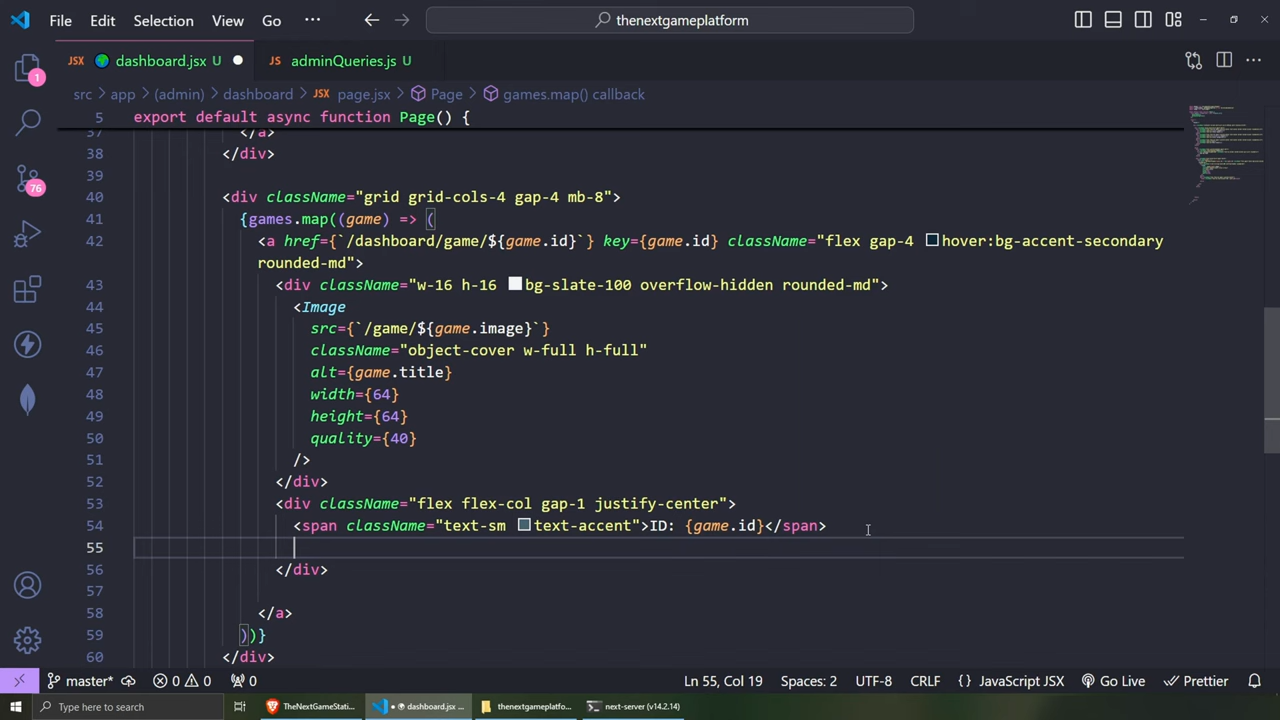 File Edit Selection View Go ··· thenextgameplatform
JSX dashboard.jsx U JS adminQueries.js U
src > app > (admin) > dashboard > JSX page.jsx > Page > games.map() callback
5 export default async function Page() {
37 </a>
38 </div>
39
40 <div className="grid grid-cols-4 gap-4 mb-8">
41 {games.map((game) => (
42 <a href={`/dashboard/game/${game.id}`} key={game.id} className="flex gap-4 hover:bg-accent-secondary
rounded-md">
43 <div className="w-16 h-16 bg-slate-100 overflow-hidden rounded-md">
44 <Image
45 src={`/game/${game.image}`}
46 className="object-cover w-full h-full"
47 alt={game.title}
48 width={64}
49 height={64}
50 quality={40}
51 />
52 </div>
53 <div className="flex flex-col gap-1 justify-center">
54 <span className="text-sm text-accent">ID: {game.id}</span>
55
56 </div>
57
58 </a>
59 ))}
60 </div>
1
76
master* 0 0 0 Ln 55, Col 19 Spaces: 2 UTF-8 CRLF {} JavaScript JSX Go Live Prettier
Type here to search TheNextGameStati... dashboard.jsx ... thenextgameplatfo... next-server (v14.2.14)